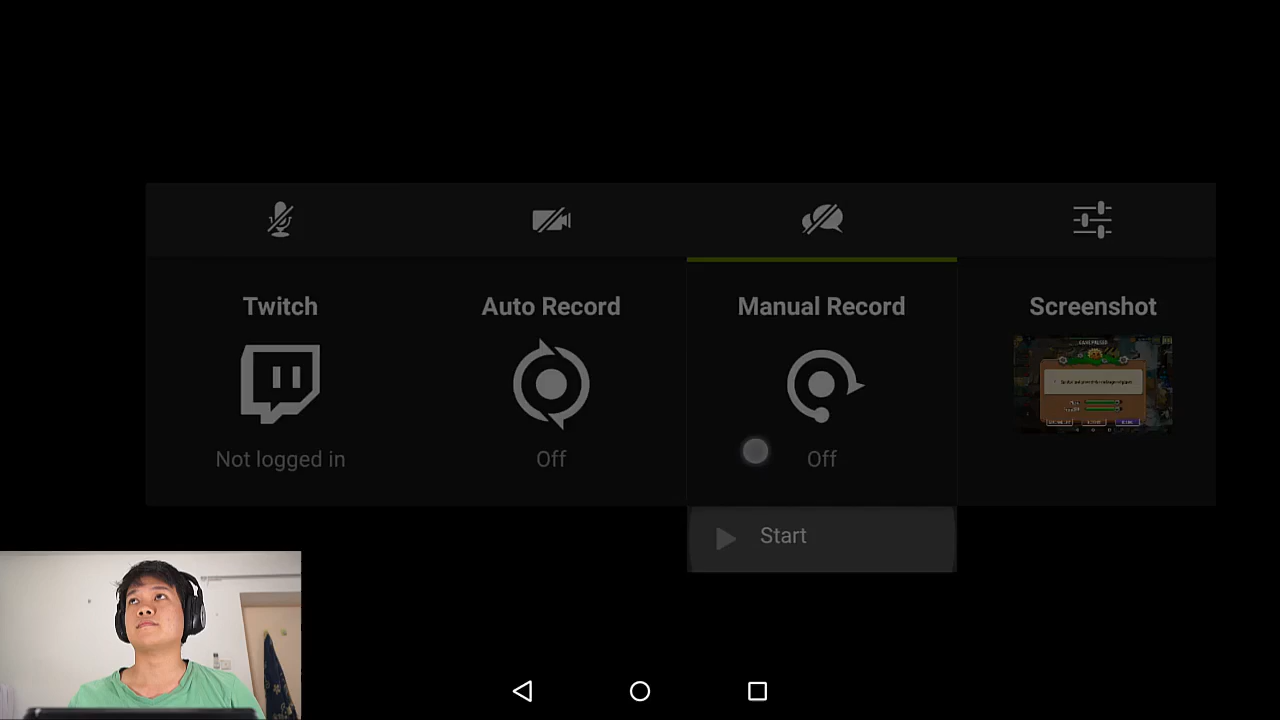 Twitch
Auto Record
Manual Record
Screenshot
Not logged in
Off
Off
Start